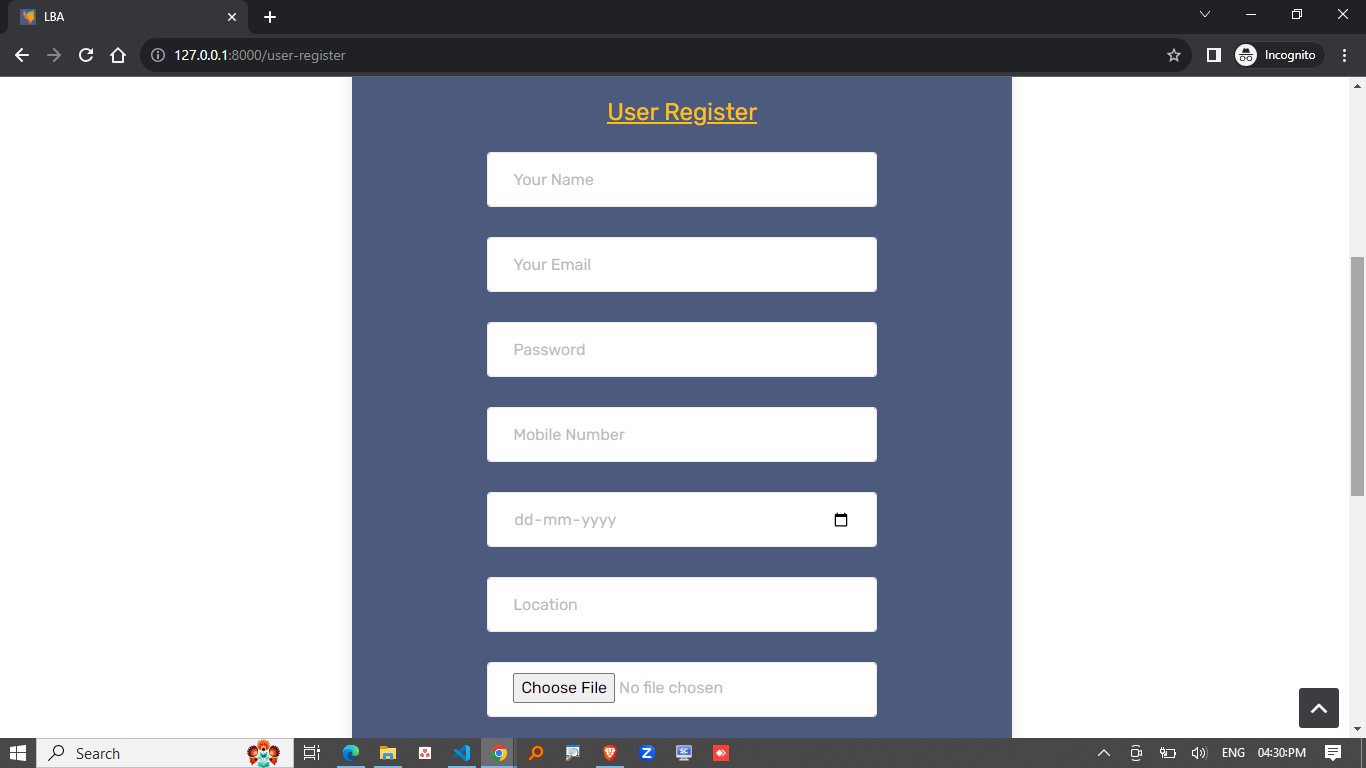 LBA
127.0.0.1:8000/user-register
Incognito
User Register
Your Name
Your Email
Password
Mobile Number
dd-mm-yyyy
Location
Choose File No file chosen
Search
ENG
04:30:PM